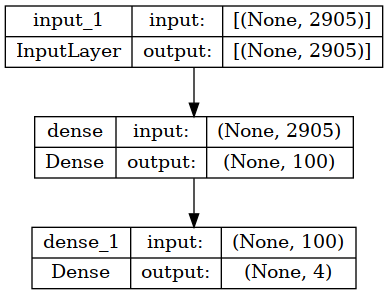 input_1 input: [(None, 2905)]
InputLayer output: [(None, 2905)]
dense input: (None, 2905)
Dense output: (None, 100)
dense_1 input: (None, 100)
Dense output: (None, 4)